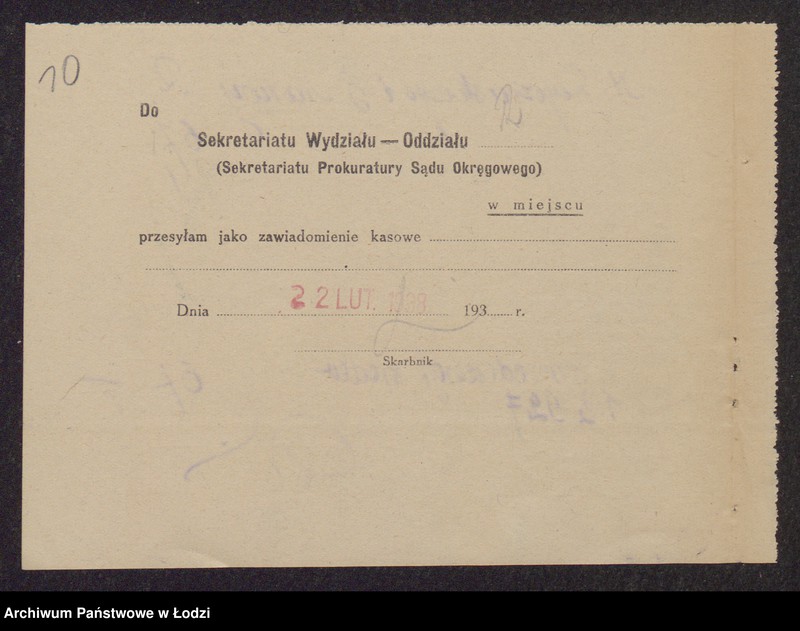 10
Do
Sekretariatu Wydziału — Oddziału
(Sekretariatu Prokuratury Sądu Okręgowego)
w miejscu
przesyłam jako zawiadomienie kasowe
Dnia 22 LUT. 193 r.
Skarbnik
Archiwum Państwowe w Łodzi